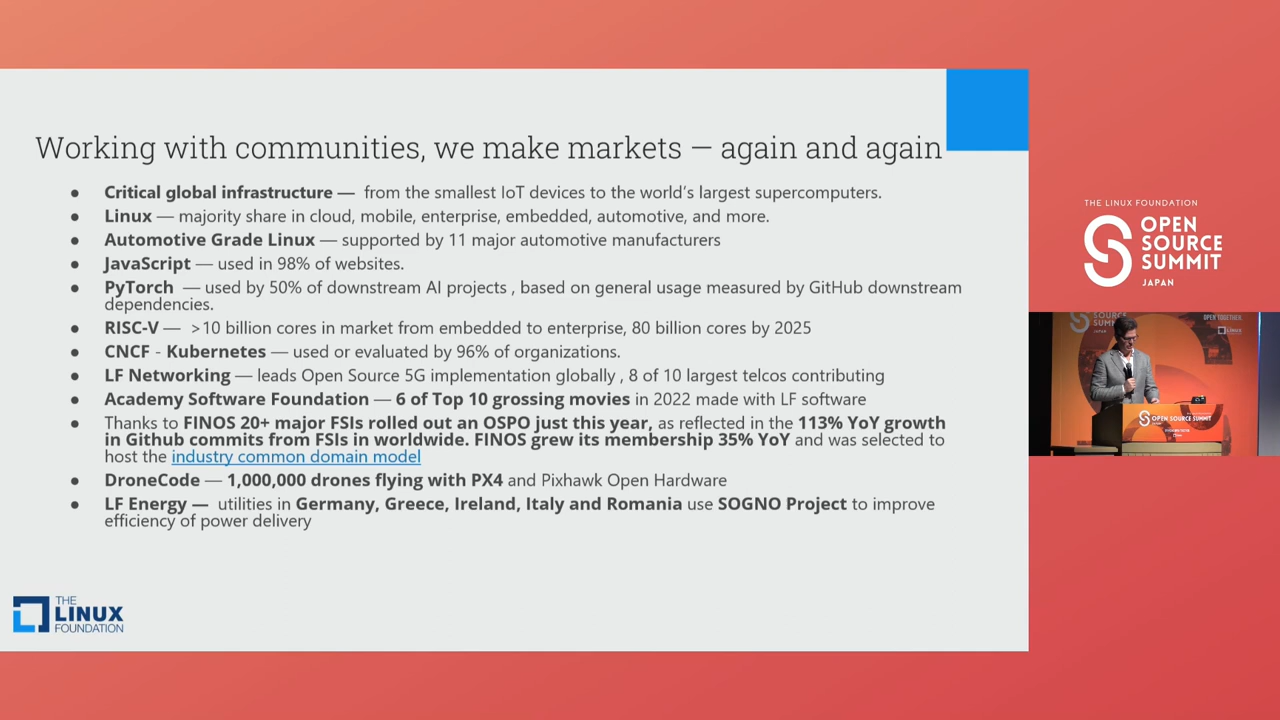 Working with communities, we make markets — again and again
● Critical global infrastructure — from the smallest IoT devices to the world's largest supercomputers.
● Linux — majority share in cloud, mobile, enterprise, embedded, automotive, and more.
● Automotive Grade Linux — supported by 11 major automotive manufacturers
● JavaScript — used in 98% of websites.
● PyTorch — used by 50% of downstream AI projects , based on general usage measured by GitHub downstream
dependencies.
● RISC-V — >10 billion cores in market from embedded to enterprise, 80 billion cores by 2025
● CNCF - Kubernetes — used or evaluated by 96% of organizations.
● LF Networking — leads Open Source 5G implementation globally , 8 of 10 largest telcos contributing
● Academy Software Foundation — 6 of Top 10 grossing movies in 2022 made with LF software
● Thanks to FINOS 20+ major FSIs rolled out an OSPO just this year, as reflected in the 113% YoY growth
in Github commits from FSIs in worldwide. FINOS grew its membership 35% YoY and was selected to
host the industry common domain model
● DroneCode — 1,000,000 drones flying with PX4 and Pixhawk Open Hardware
● LF Energy — utilities in Germany, Greece, Ireland, Italy and Romania use SOGNO Project to improve
efficiency of power delivery
THE
LINUX
FOUNDATION
THE LINUX FOUNDATION
OPEN
SOURCE
SUMMIT
JAPAN
OPEN TOGETHER.
OPEN SOURCE SUMMIT